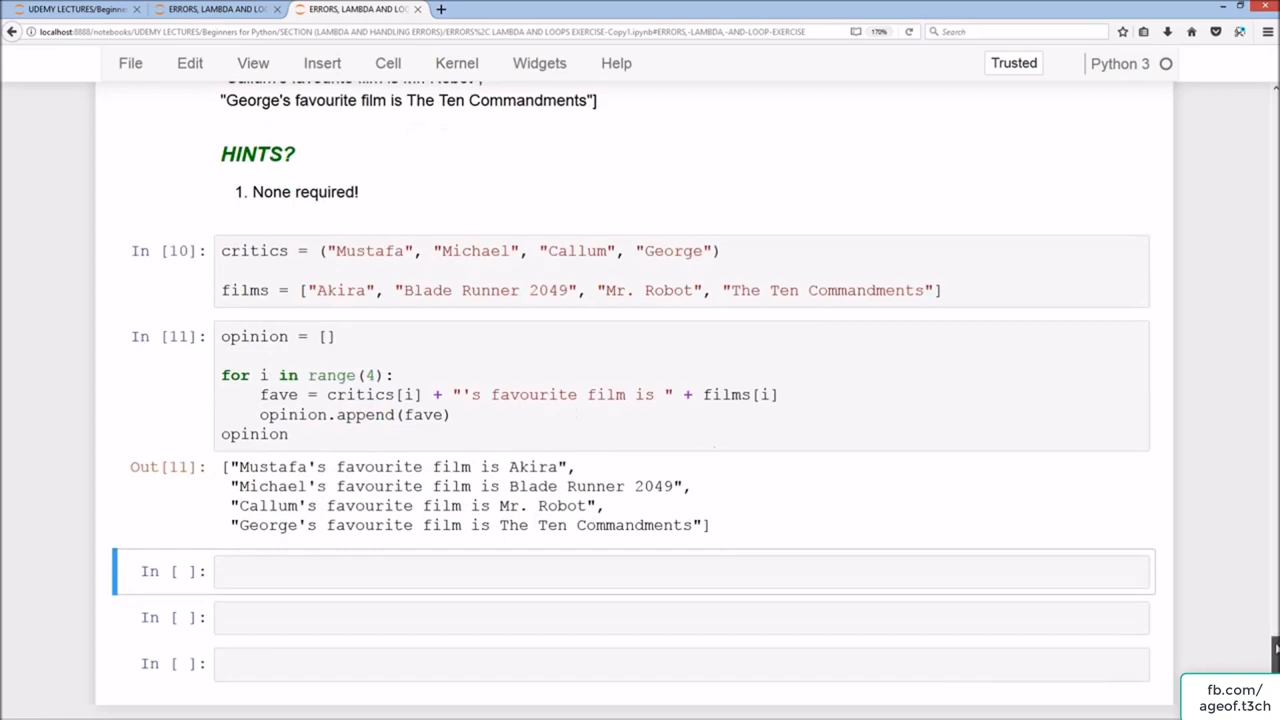 UDEMY LECTURES/Beginner
ERRORS, LAMBDA AND LOO
ERRORS, LAMBDA AND LOO
localhost:8888/notebooks/UDEMY LECTURES/Beginners for Python/SECTION (LAMBDA AND HANDLING ERRORS)/ERRORS%2C LAMBDA AND LOOPS EXERCISE-Copy1.ipynb#ERRORS,-LAMBDA,-AND-LOOP-EXERCISE
170%
Search
File Edit View Insert Cell Kernel Widgets Help
Trusted
Python 3
"George's favourite film is The Ten Commandments"]
HINTS?
1. None required!
In [10]: critics = ("Mustafa", "Michael", "Callum", "George")
films = ["Akira", "Blade Runner 2049", "Mr. Robot", "The Ten Commandments"]
In [11]: opinion = []
for i in range(4):
fave = critics[i] + "'s favourite film is " + films[i]
opinion.append(fave)
opinion
Out[11]: ["Mustafa's favourite film is Akira",
"Michael's favourite film is Blade Runner 2049",
"Callum's favourite film is Mr. Robot",
"George's favourite film is The Ten Commandments"]
In [ ]:
In [ ]:
In [ ]:
fb.com/
ageof.t3ch